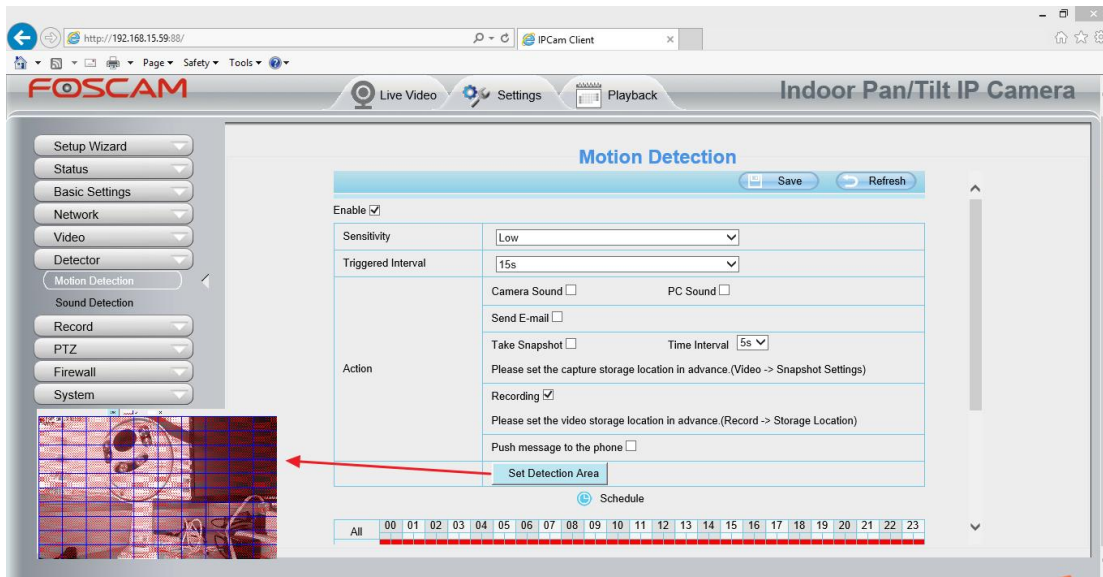 http://192.168.15.59:88/
IPCam Client
Page Safety Tools
FOSCAM
Live Video Settings Playback
Indoor Pan/Tilt IP Camera
Setup Wizard
Status
Basic Settings
Network
Video
Detector
Motion Detection
Sound Detection
Record
PTZ
Firewall
System
Motion Detection
Save Refresh
Enable
Sensitivity Low
Triggered Interval 15s
Action
Camera Sound PC Sound
Send E-mail
Take Snapshot Time Interval 5s
Please set the capture storage location in advance.(Video -> Snapshot Settings)
Recording
Please set the video storage location in advance.(Record -> Storage Location)
Push message to the phone
Set Detection Area
Schedule
All 00 01 02 03 04 05 06 07 08 09 10 11 12 13 14 15 16 17 18 19 20 21 22 23